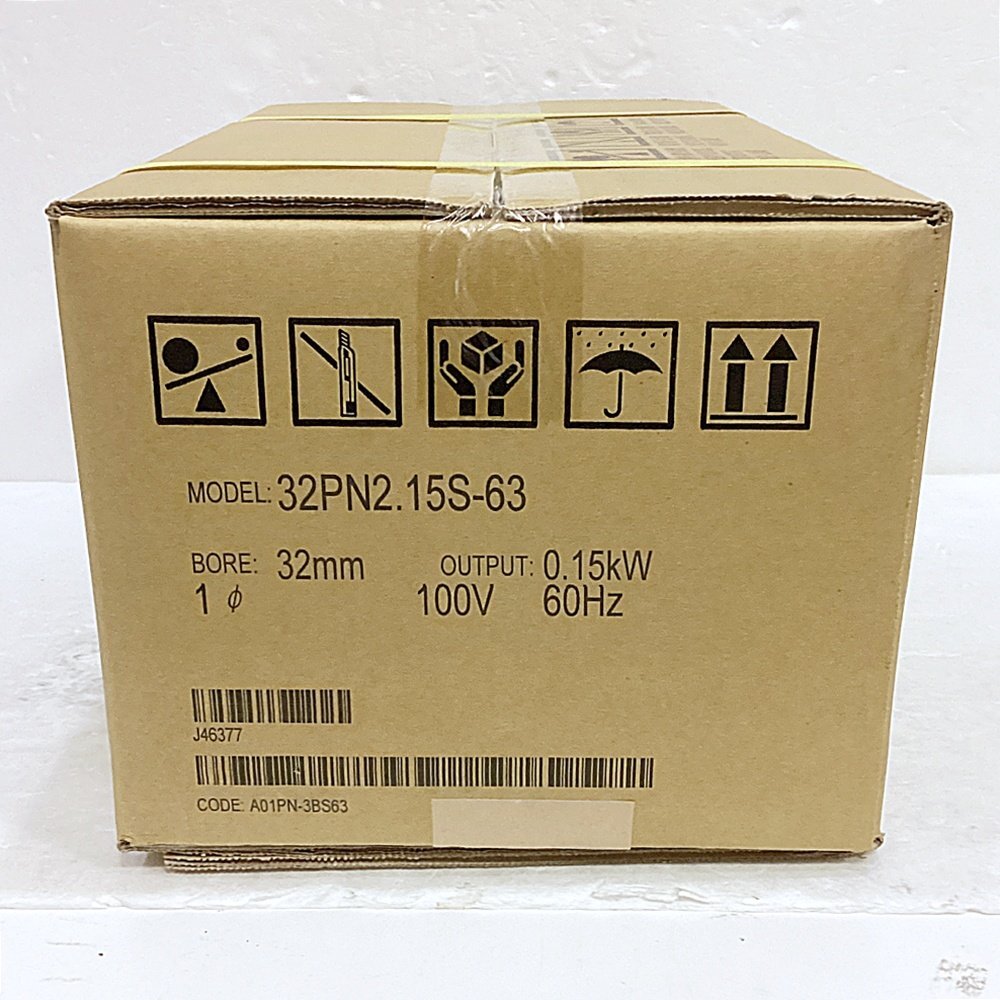 MODEL: 32PN2.15S-63
BORE: 32mm OUTPUT: 0.15kW
1 ϕ 100V 60Hz
J46377
CODE: A01PN-3BS63